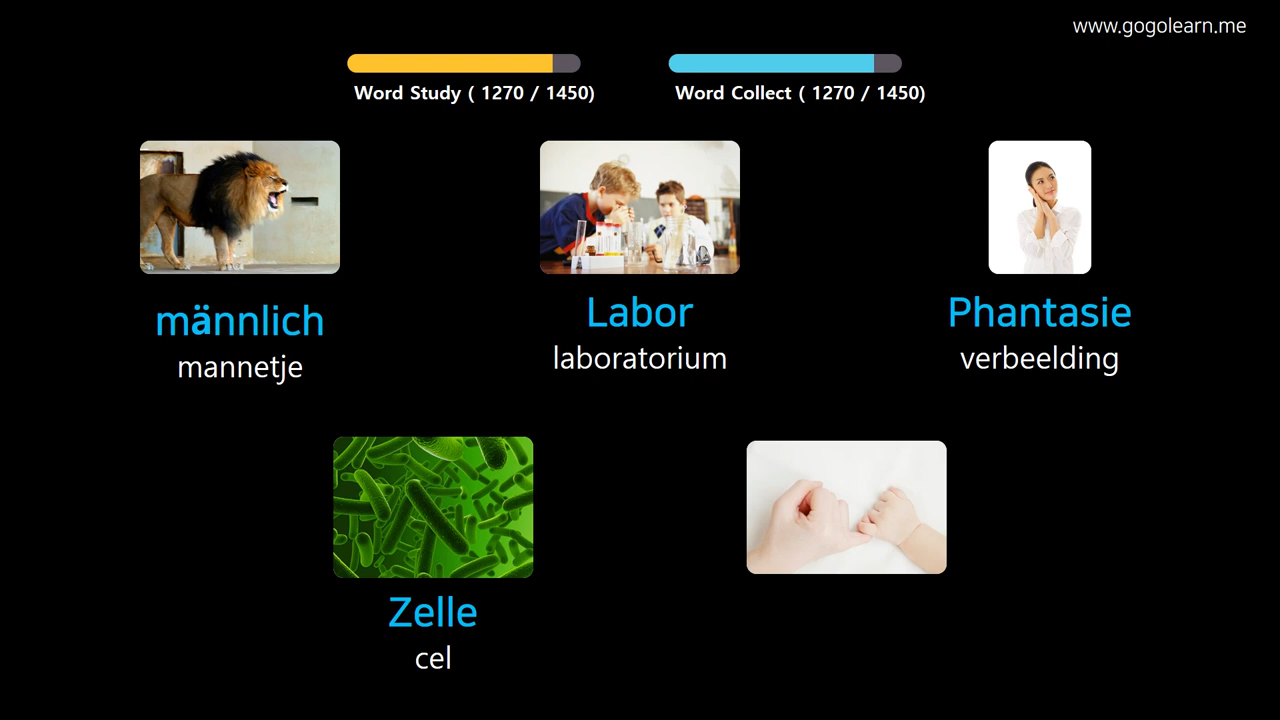 www.gogolearn.me
Word Study ( 1270 / 1450)
Word Collect ( 1270 / 1450)
männlich
mannetje
Labor
laboratorium
Phantasie
verbeelding
Zelle
cel